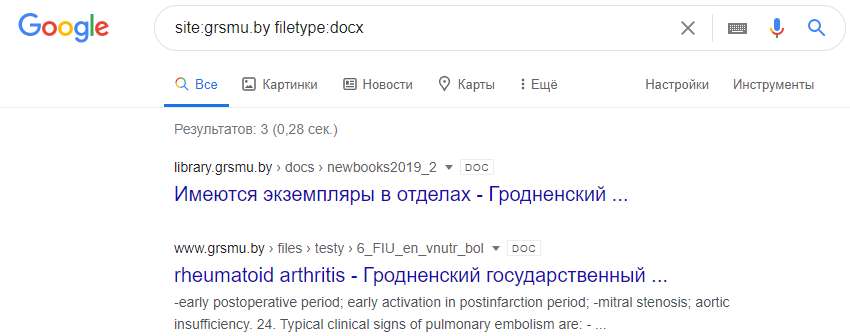 Google
site:grsmu.by filetype:docx
Все Картинки Новости Карты Ещё Настройки Инструменты
Результатов: 3 (0,28 сек.)
library.grsmu.by › docs › newbooks2019_2 DOC
Имеются экземпляры в отделах - Гродненский ...
www.grsmu.by › files › testy › 6_FIU_en_vnutr_bol DOC
rheumatoid arthritis - Гродненский государственный ...
-early postoperative period; early activation in postinfarction period; -mitral stenosis; aortic
insufficiency. 24. Typical clinical signs of pulmonary embolism are: - ...